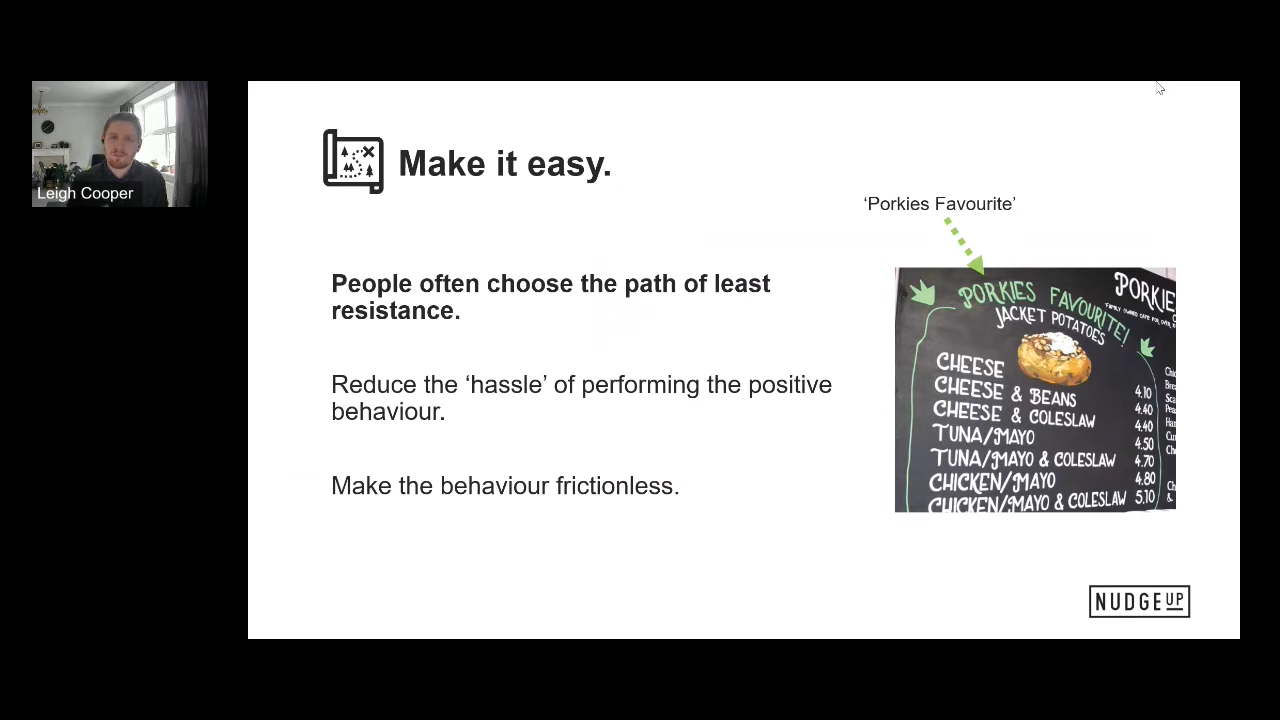 Leigh Cooper
Make it easy.
'Porkies Favourite'
People often choose the path of least
resistance.
Reduce the 'hassle' of performing the positive
behaviour.
Make the behaviour frictionless.
PORKIES FAVOURITE!
JACKET POTATOES
CHEESE
CHEESE & BEANS 4.10
CHEESE & COLESLAW 4.40
TUNA/MAYO 4.40
TUNA/MAYO & COLESLAW 4.50
CHICKEN/MAYO 4.70
CHICKEN/MAYO & COLESLAW 4.80
5.10
PORKIE
NUDGE UP